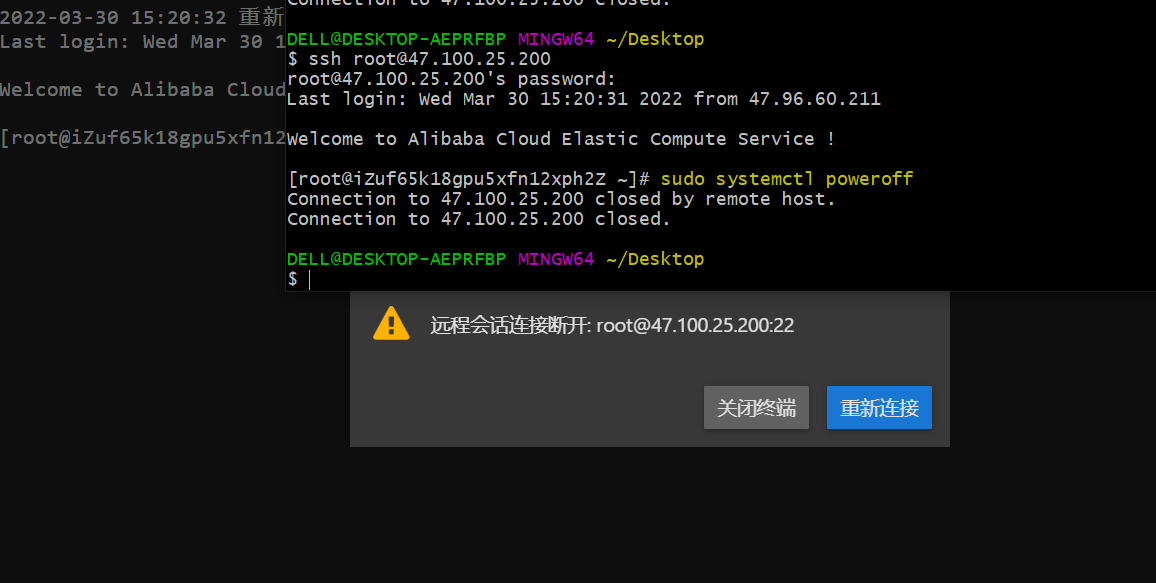 Connection to 47.100.25.200 closed.
2022-03-30 15:20:32 重新
Last login: Wed Mar 30 1
Welcome to Alibaba Cloud
[root@iZuf65k18gpu5xfn12
DELL@DESKTOP-AEPRFBP MINGW64 ~/Desktop
$ ssh root@47.100.25.200
root@47.100.25.200's password:
Last login: Wed Mar 30 15:20:31 2022 from 47.96.60.211
Welcome to Alibaba Cloud Elastic Compute Service !
[root@iZuf65k18gpu5xfn12xph2Z ~]# sudo systemctl poweroff
Connection to 47.100.25.200 closed by remote host.
Connection to 47.100.25.200 closed.
DELL@DESKTOP-AEPRFBP MINGW64 ~/Desktop
$
远程会话连接断开: root@47.100.25.200:22
关闭终端
重新连接